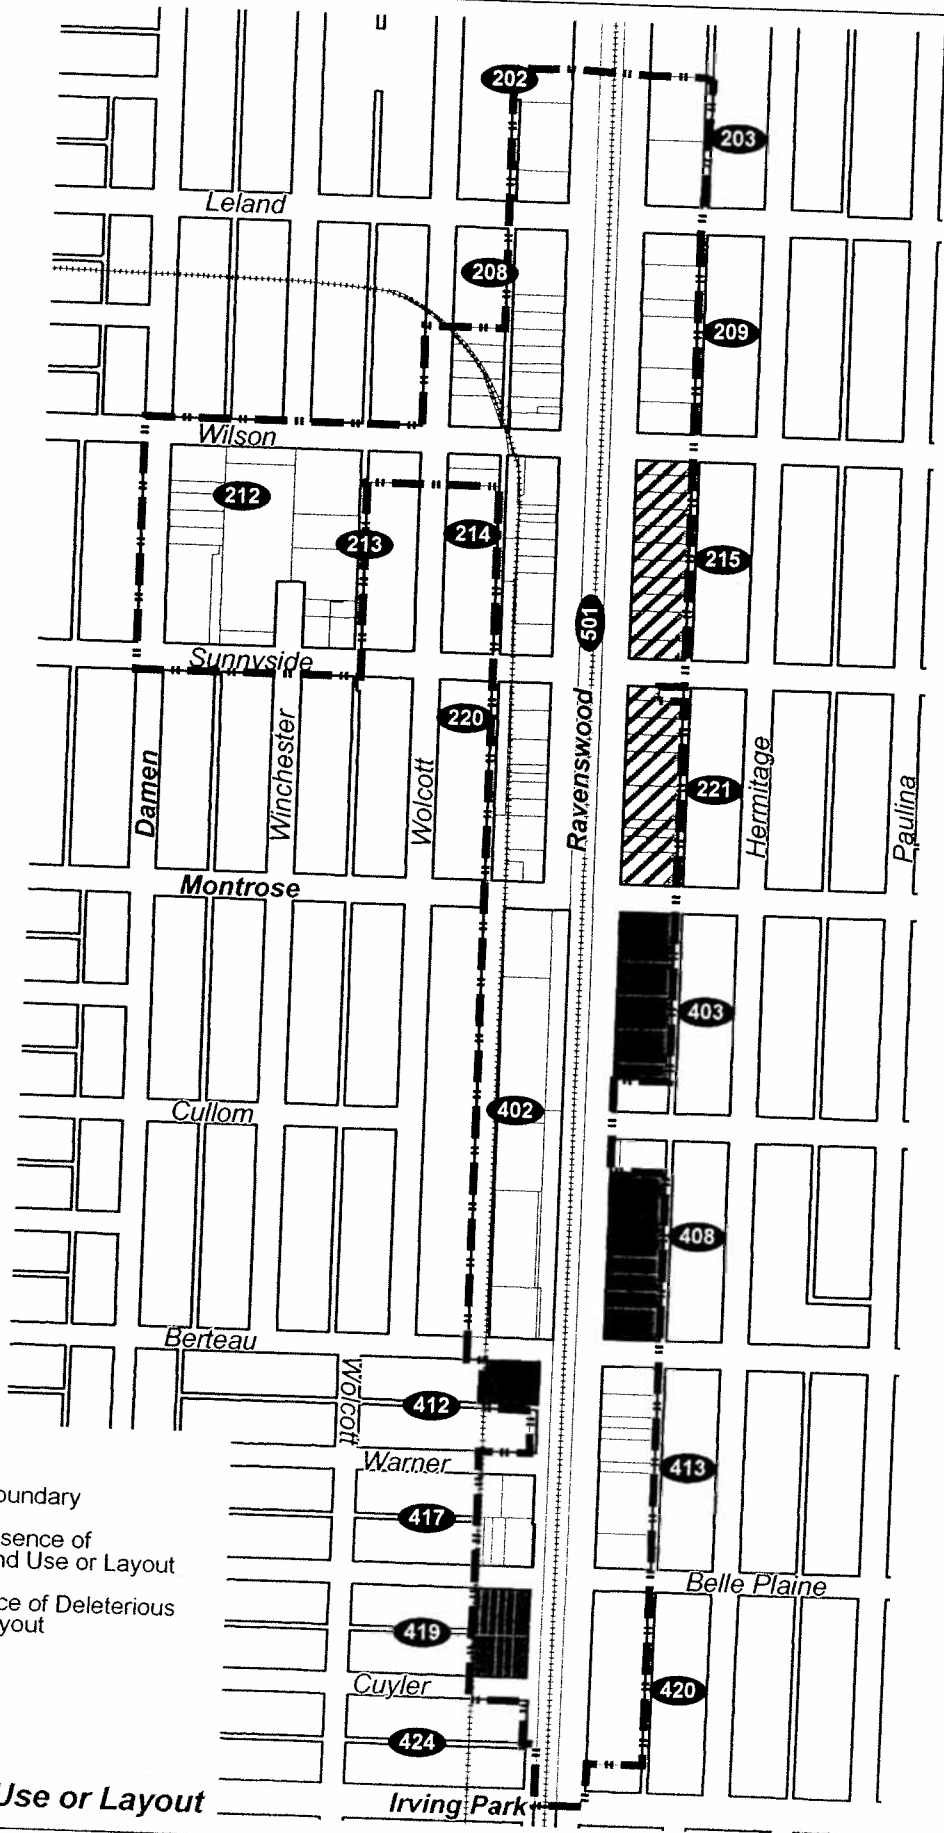 202
203
Leland
208
209
Wilson
212
213
214
215
501
Sunnyside
220
Ravenswood
Damen
Winchester
Wolcott
221
Hermitage
Paulina
Montrose
403
402
Cullom
408
Berteau
Wolcott
412
Warner
413
oundary
417
sence of
nd Use or Layout
Belle Plaine
ce of Deleterious
yout
419
Cuyler
420
424
Use or Layout
Irving Park